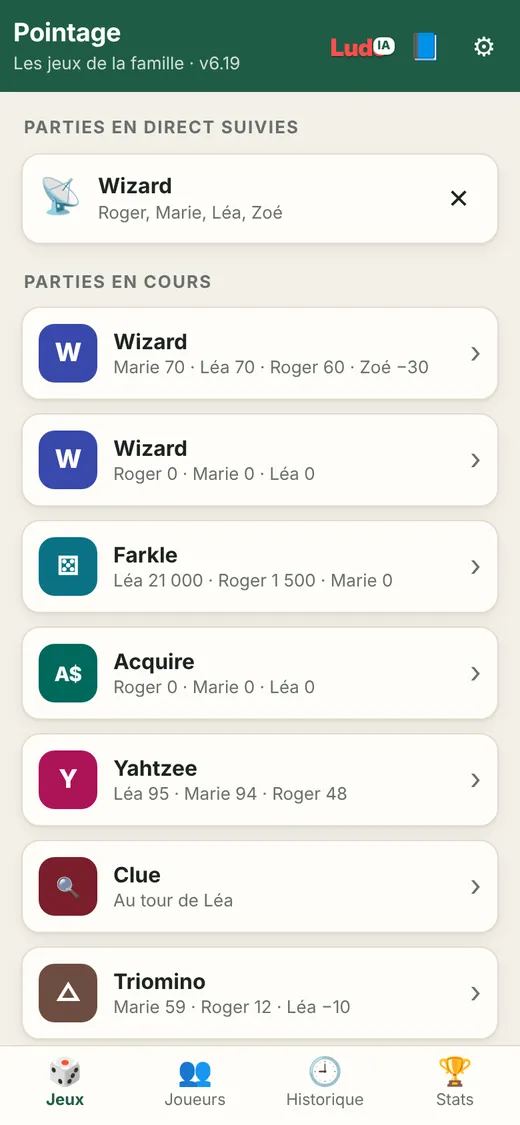 Pointage
Les jeux de la famille · v6.19
IA
PARTIES EN DIRECT SUIVIES
Wizard
Roger, Marie, Léa, Zoé
PARTIES EN COURS
W
Wizard
Marie 70 · Léa 70 · Roger 60 · Zoé −30
W
Wizard
Roger 0 · Marie 0 · Léa 0
Farkle
Léa 21 000 · Roger 1 500 · Marie 0
A$
Acquire
Roger 0 · Marie 0 · Léa 0
Y
Yahtzee
Léa 95 · Marie 94 · Roger 48
Clue
Au tour de Léa
Triomino
Marie 59 · Roger 12 · Léa −10
Jeux
Joueurs
Historique
Stats